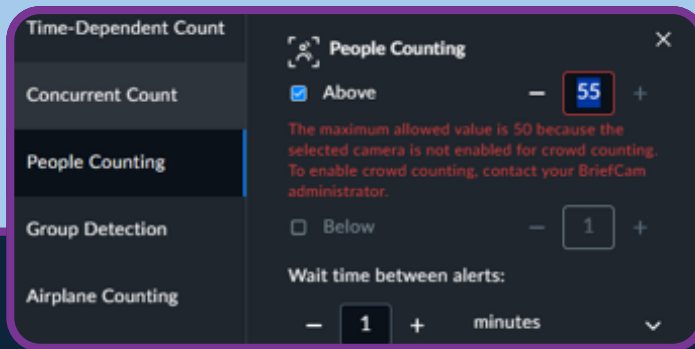 Time-Dependent Count
Concurrent Count
People Counting
Group Detection
Airplane Counting
People Counting ×
Above − 55 +
The maximum allowed value is 50 because the
selected camera is not enabled for crowd counting.
To enable crowd counting, contact your BriefCam
administrator.
Below − 1 +
Wait time between alerts:
− 1 + minutes